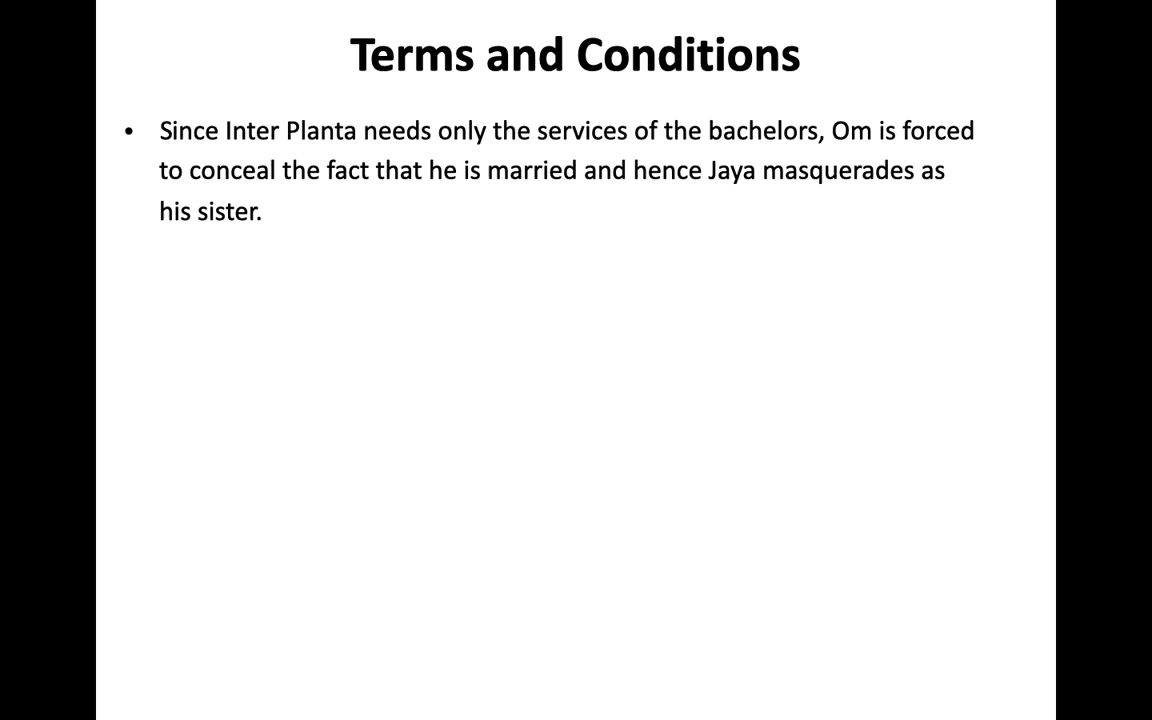 Terms and Conditions
• Since Inter Planta needs only the services of the bachelors, Om is forced
to conceal the fact that he is married and hence Jaya masquerades as
his sister.